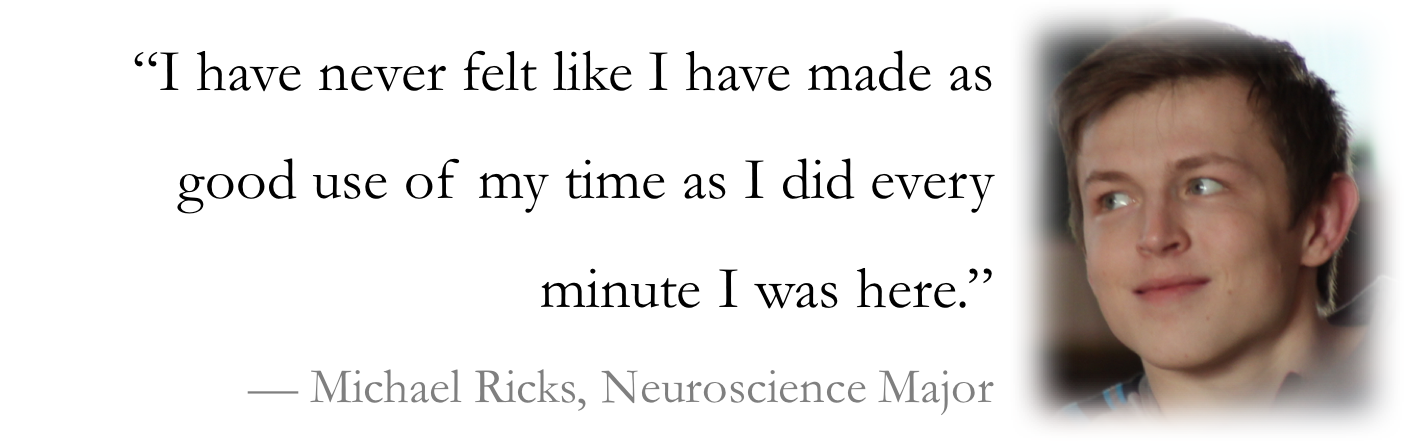 “I have never felt like I have made as
good use of my time as I did every
minute I was here.”
— Michael Ricks, Neuroscience Major